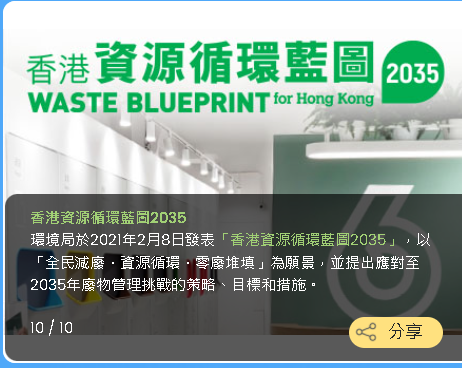 香港資源循環藍圖
2035
WASTE BLUEPRINT for Hong Kong
6
香港資源循環藍圖2035
環境局於2021年2月8日發表「香港資源循環藍圖2035」，以
「全民減廢．資源循環．零廢堆填」為願景，並提出應對至
2035年廢物管理挑戰的策略、目標和措施。
10 / 10
分享